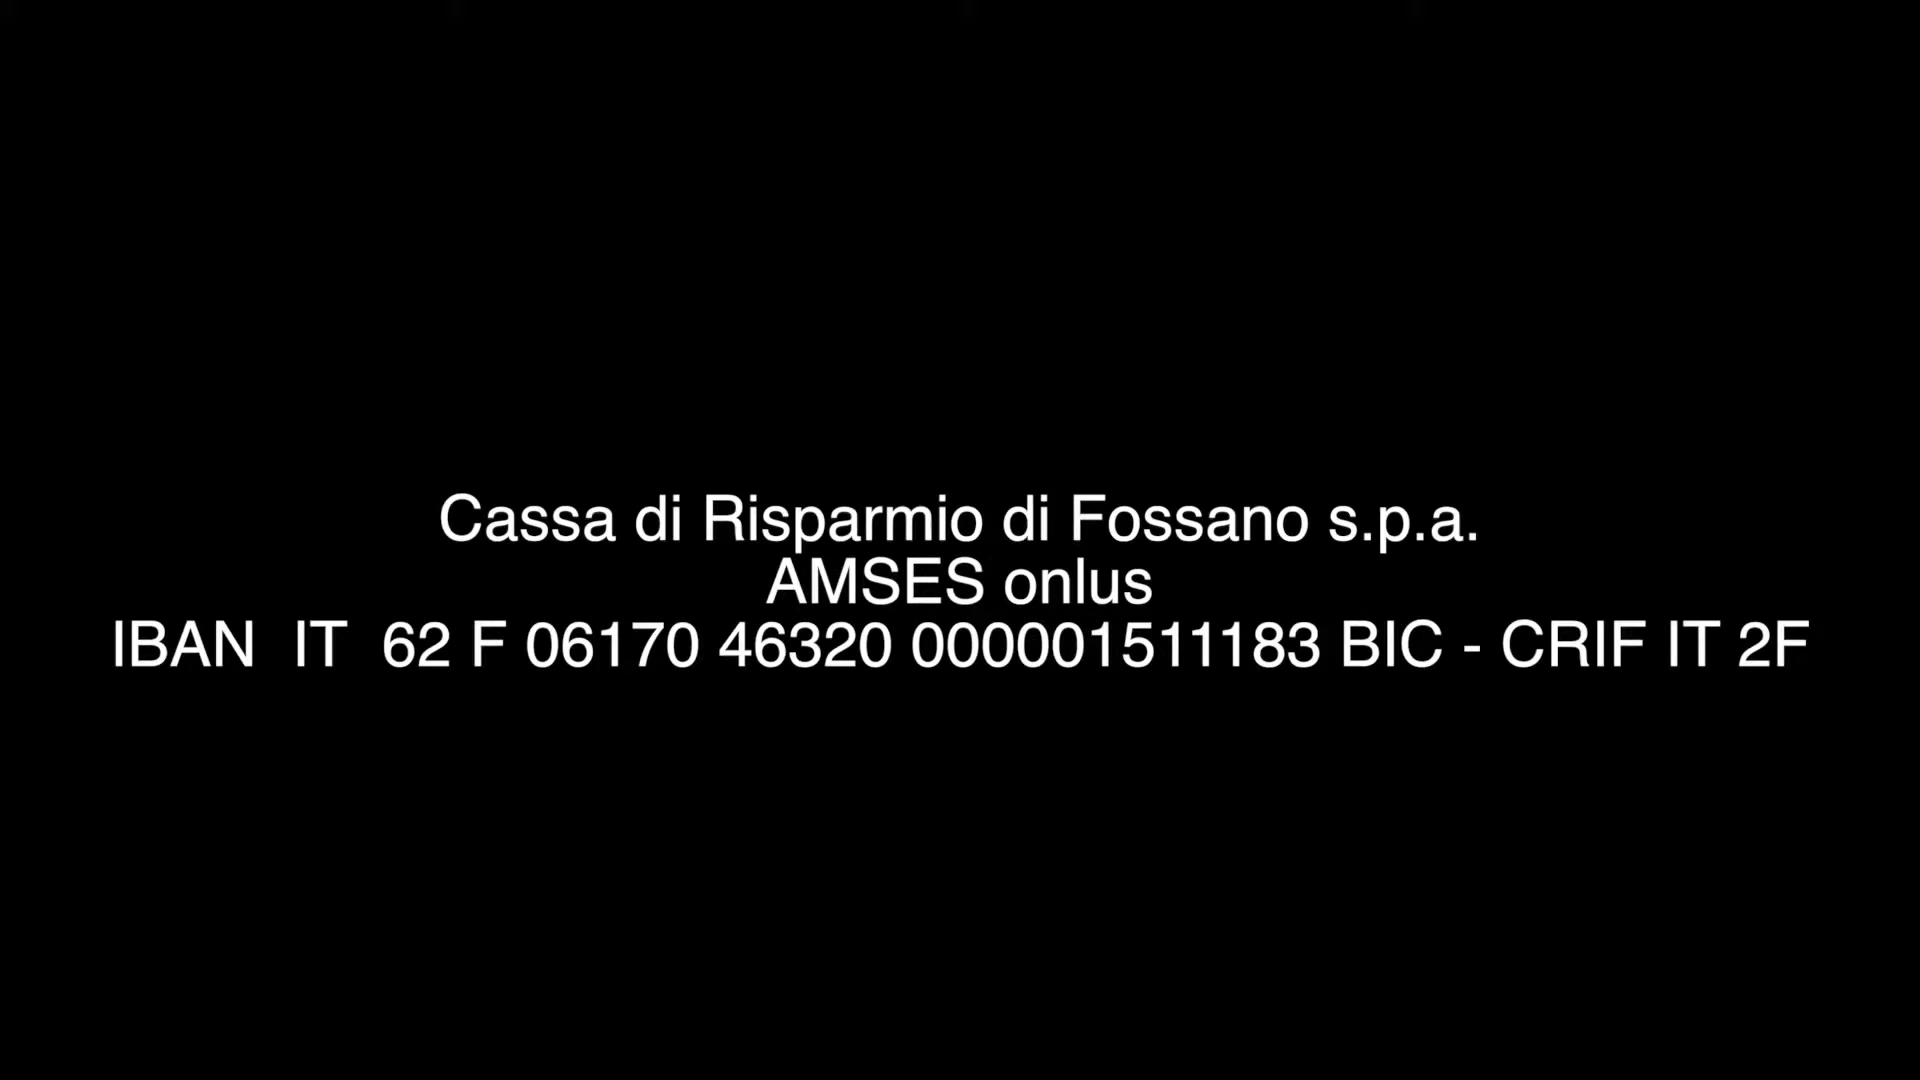 Cassa di Risparmio di Fossano s.p.a.
AMSES onlus
IBAN  IT  62 F 06170 46320 000001511183 BIC - CRIF IT 2F